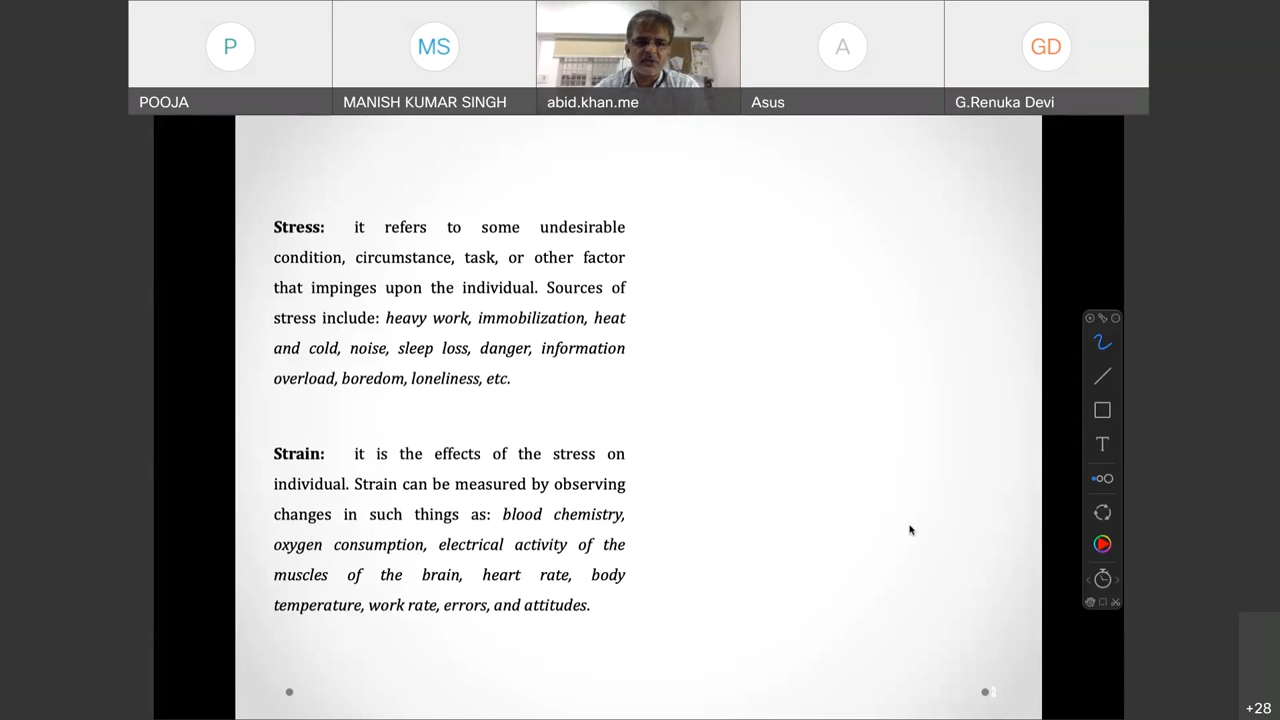 P
MS
A
GD
POOJA
MANISH KUMAR SINGH
abid.khan.me
Asus
G.Renuka Devi
Stress: it refers to some undesirable
condition, circumstance, task, or other factor
that impinges upon the individual. Sources of
stress include: heavy work, immobilization, heat
and cold, noise, sleep loss, danger, information
overload, boredom, loneliness, etc.
Strain: it is the effects of the stress on
individual. Strain can be measured by observing
changes in such things as: blood chemistry,
oxygen consumption, electrical activity of the
muscles of the brain, heart rate, body
temperature, work rate, errors, and attitudes.
T
+28